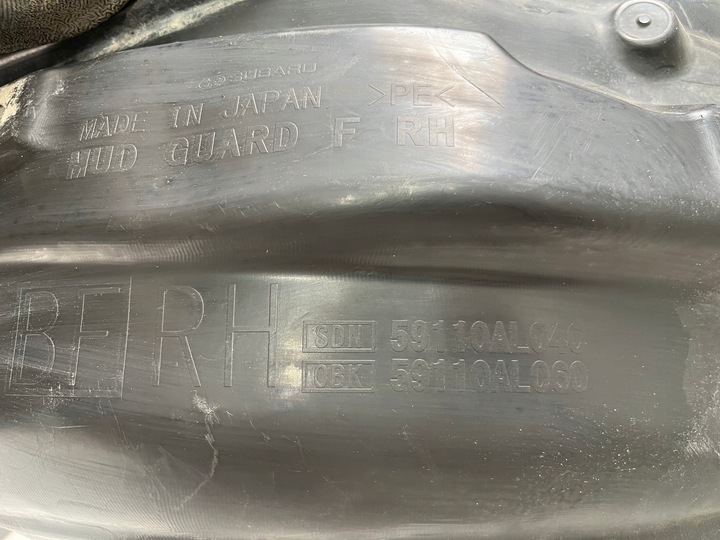 SUBARU
MADE IN JAPAN >PE<
MUD GUARD F RH
BF RH
SDN 59110AL040
OBK 59110AL060